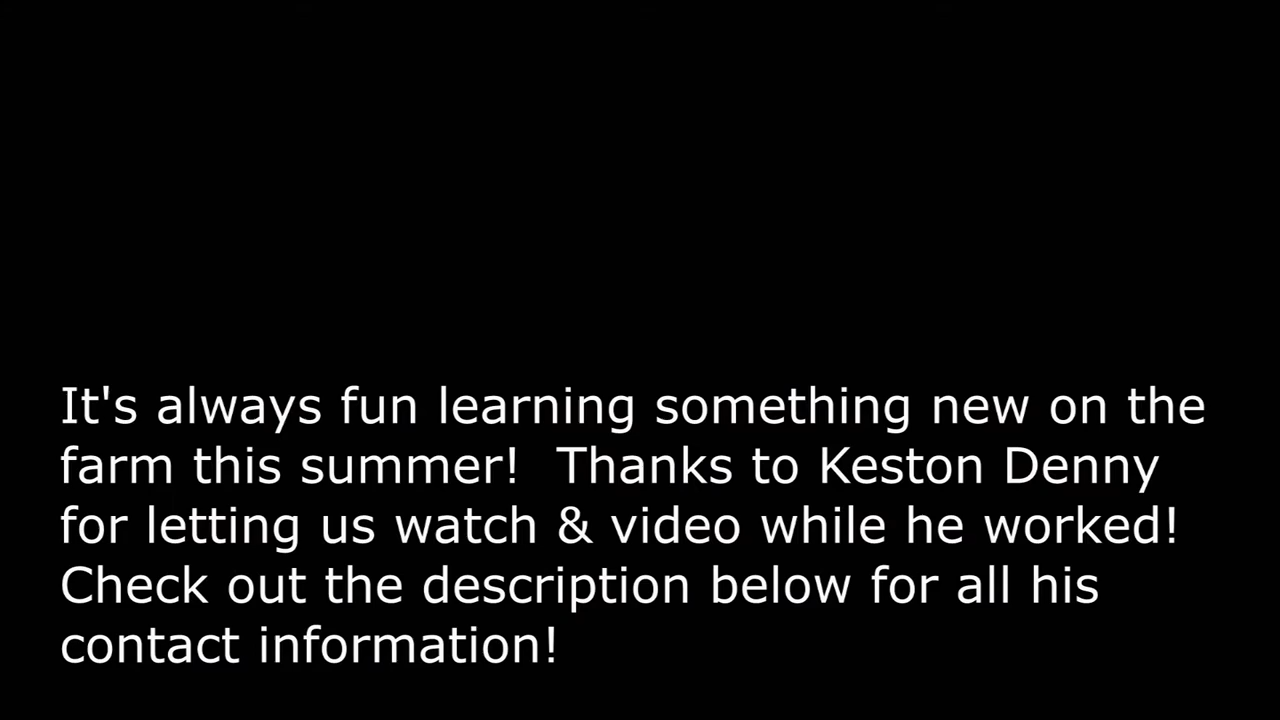 It's always fun learning something new on the
farm this summer!  Thanks to Keston Denny
for letting us watch & video while he worked!
Check out the description below for all his
contact information!